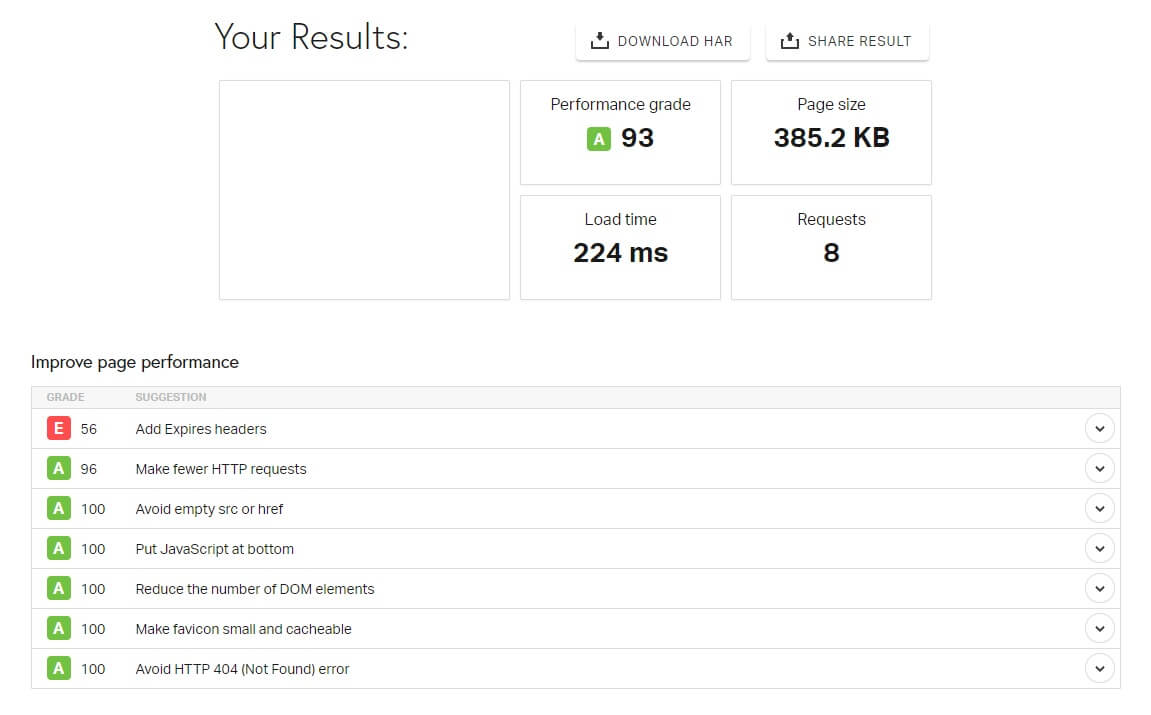 Your Results:
DOWNLOAD HAR
SHARE RESULT
Performance grade
A 93
Page size
385.2 KB
Load time
224 ms
Requests
8
Improve page performance
GRADE SUGGESTION
E 56 Add Expires headers
A 96 Make fewer HTTP requests
A 100 Avoid empty src or href
A 100 Put JavaScript at bottom
A 100 Reduce the number of DOM elements
A 100 Make favicon small and cacheable
A 100 Avoid HTTP 404 (Not Found) error